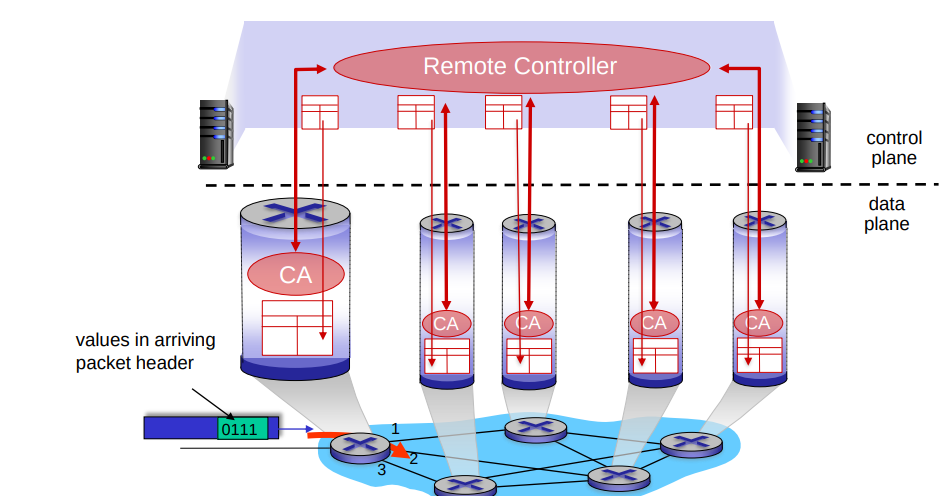 Remote Controller
control
plane
data
plane
CA
CA
CA
CA
CA
values in arriving
packet header
0111
1
2
3